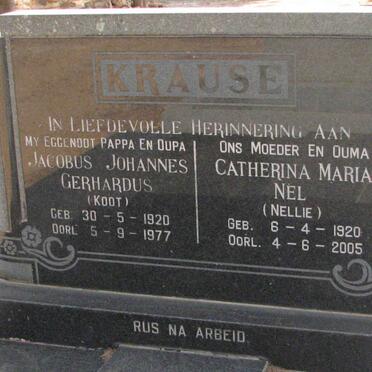 KRAUSE
IN LIEFDEVOLLE HERINNERING AAN
MY EGGENOOT PAPPA EN OUPA
JACOBUS JOHANNES
GERHARDUS
(KOOT)
GEB. 30-5-1920
OORL. 5-9-1977
ONS MOEDER EN OUMA
CATHERINA MARIA
NEL
(NELLIE)
GEB. 6-4-1920
OORL. 4-6-2005
RUS NA ARBEID.